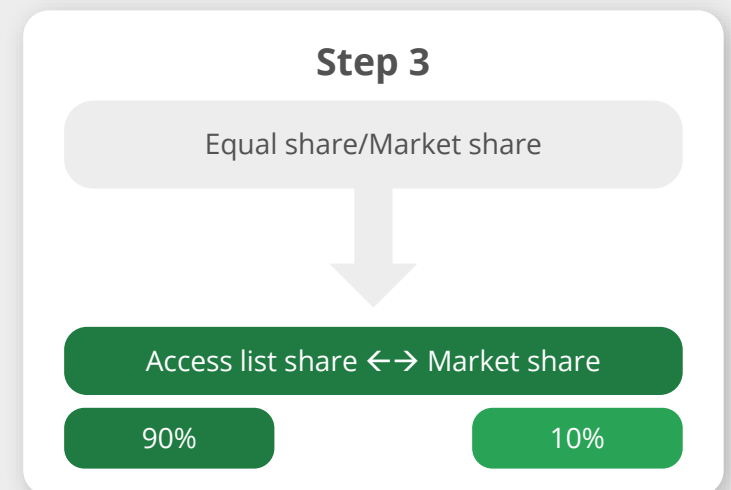 Step 3
Equal share/Market share
Access list share ←→ Market share
90%
10%